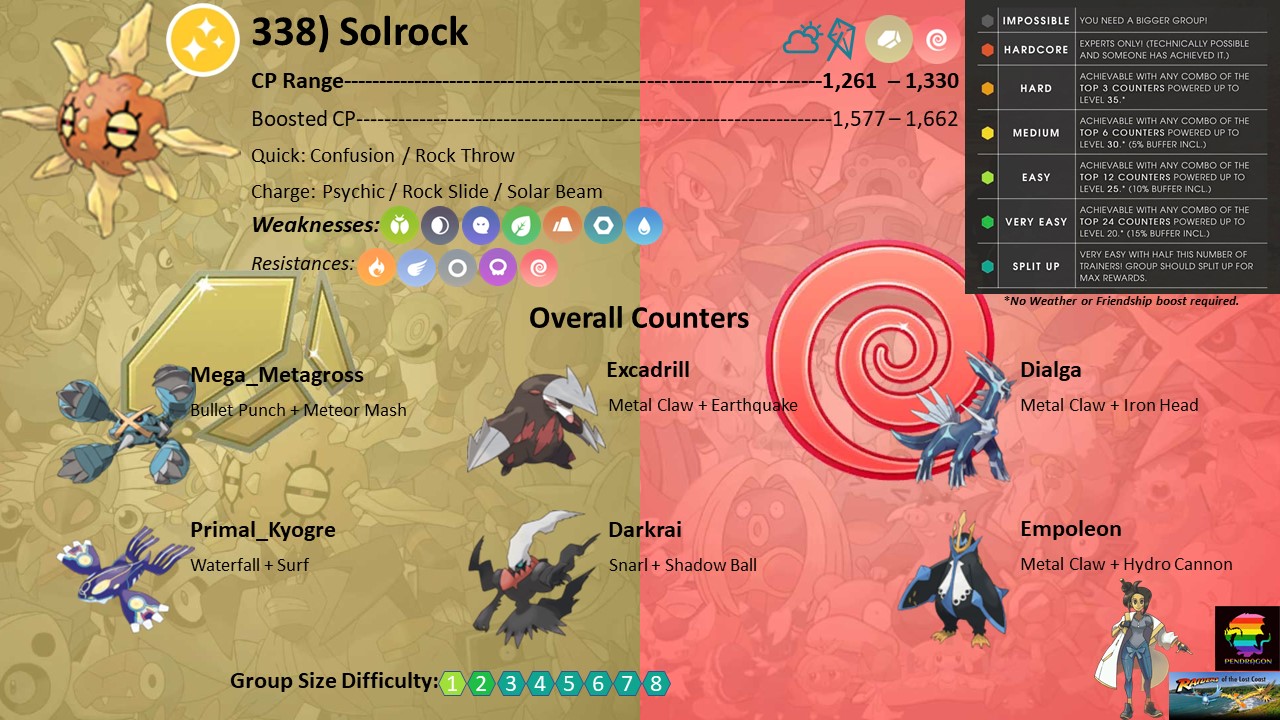 338) Solrock
CP Range--------------------------------------------------------------------1,261 – 1,330
Boosted CP--------------------------------------------------------------------1,577 – 1,662
Quick: Confusion / Rock Throw
Charge: Psychic / Rock Slide / Solar Beam
Weaknesses:
Resistances:
IMPOSSIBLE YOU NEED A BIGGER GROUP!
HARDCORE EXPERTS ONLY! (TECHNICALLY POSSIBLE
AND SOMEONE HAS ACHIEVED IT.)
HARD ACHIEVABLE WITH ANY COMBO OF THE
TOP 3 COUNTERS POWERED UP TO
LEVEL 35.*
MEDIUM ACHIEVABLE WITH ANY COMBO OF THE
TOP 6 COUNTERS POWERED UP TO
LEVEL 30.* (5% BUFFER INCL.)
EASY ACHIEVABLE WITH ANY COMBO OF THE
TOP 12 COUNTERS POWERED UP TO
LEVEL 25.* (10% BUFFER INCL.)
VERY EASY ACHIEVABLE WITH ANY COMBO OF THE
TOP 24 COUNTERS POWERED UP TO
LEVEL 20.* (15% BUFFER INCL.)
SPLIT UP VERY EASY WITH HALF THIS NUMBER OF
TRAINERS! GROUP SHOULD SPLIT UP FOR
MAX REWARDS.
*No Weather or Friendship boost required.
Overall Counters
Mega_Metagross
Bullet Punch + Meteor Mash
Excadrill
Metal Claw + Earthquake
Dialga
Metal Claw + Iron Head
Primal_Kyogre
Waterfall + Surf
Darkrai
Snarl + Shadow Ball
Empoleon
Metal Claw + Hydro Cannon
Group Size Difficulty: 1 2 3 4 5 6 7 8
PENDRAGON
RAIDERS of the Lost Coast